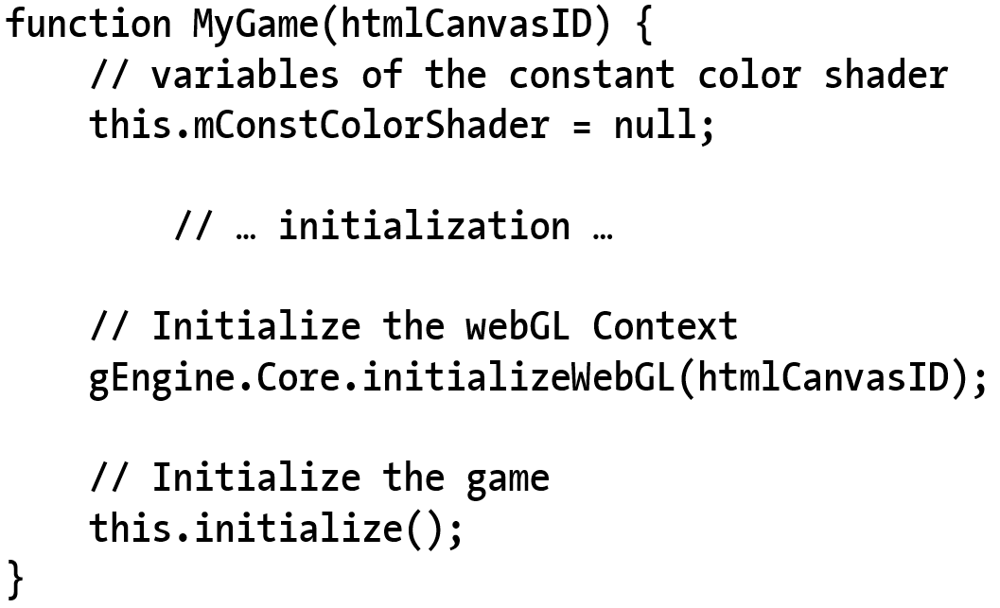 function MyGame(htmlCanvasID) {
    // variables of the constant color shader
    this.mConstColorShader = null;

        // … initialization …

    // Initialize the webGL Context
    gEngine.Core.initializeWebGL(htmlCanvasID);

    // Initialize the game
    this.initialize();
}